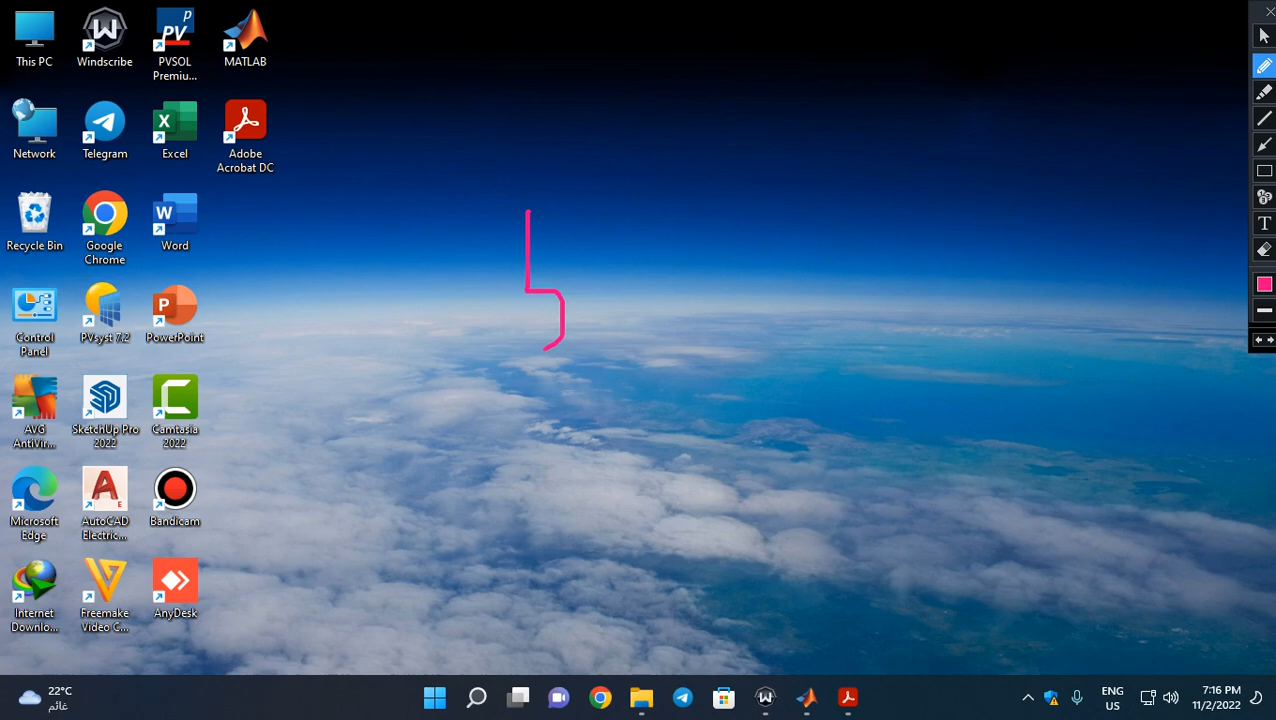 This PC
Windscribe
PVSOL Premiu...
MATLAB
Network
Telegram
Excel
Adobe Acrobat DC
Recycle Bin
Google Chrome
Word
Control Panel
PVsyst 7.2
PowerPoint
AVG AntiVir...
SketchUp Pro 2022
Camtasia 2022
Microsoft Edge
AutoCAD Electric...
Bandicam
Internet Downlo...
Freemake Video C...
AnyDesk
22°C
غائم
ENG
US
7:16 PM
11/2/2022